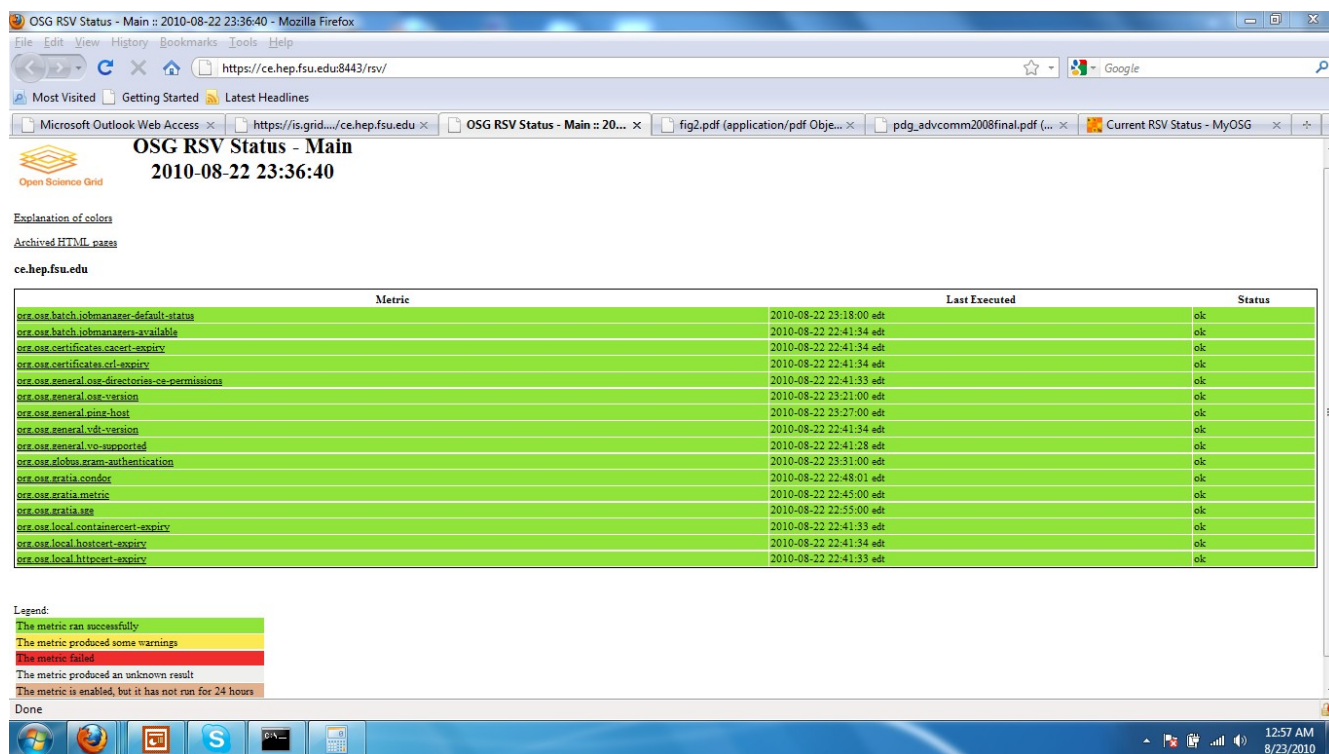 OSG RSV Status - Main :: 2010-08-22 23:36:40 - Mozilla Firefox
File Edit View History Bookmarks Tools Help
https://ce.hep.fsu.edu:8443/rsv/
Google
Most Visited Getting Started Latest Headlines
Microsoft Outlook Web Access https://is.grid..../ce.hep.fsu.edu OSG RSV Status - Main :: 20... fig2.pdf (application/pdf Obje... pdg_advcomm2008final.pdf (... Current RSV Status - MyOSG
OSG RSV Status - Main
2010-08-22 23:36:40
Open Science Grid
Explanation of colors
Archived HTML pages
ce.hep.fsu.edu
Metric Last Executed Status
org.osg.batch.jobmanager-default-status 2010-08-22 23:18:00 edt ok
org.osg.batch.jobmanagers-available 2010-08-22 22:41:34 edt ok
org.osg.certificates.cacert-expiry 2010-08-22 22:41:34 edt ok
org.osg.certificates.crl-expiry 2010-08-22 22:41:34 edt ok
org.osg.general.osg-directories-ce-permissions 2010-08-22 22:41:33 edt ok
org.osg.general.osg-version 2010-08-22 23:21:00 edt ok
org.osg.general.ping-host 2010-08-22 23:27:00 edt ok
org.osg.general.vdt-version 2010-08-22 22:41:34 edt ok
org.osg.general.vo-supported 2010-08-22 22:41:28 edt ok
org.osg.globus.gram-authentication 2010-08-22 23:31:00 edt ok
org.osg.gratia.condor 2010-08-22 22:48:01 edt ok
org.osg.gratia.metric 2010-08-22 22:45:00 edt ok
org.osg.gratia.sge 2010-08-22 22:55:00 edt ok
org.osg.local.containercert-expiry 2010-08-22 22:41:33 edt ok
org.osg.local.hostcert-expiry 2010-08-22 22:41:34 edt ok
org.osg.local.httpcert-expiry 2010-08-22 22:41:33 edt ok
Legend:
The metric ran successfully
The metric produced some warnings
The metric failed
The metric produced an unknown result
The metric is enabled, but it has not run for 24 hours
Done
12:57 AM
8/23/2010